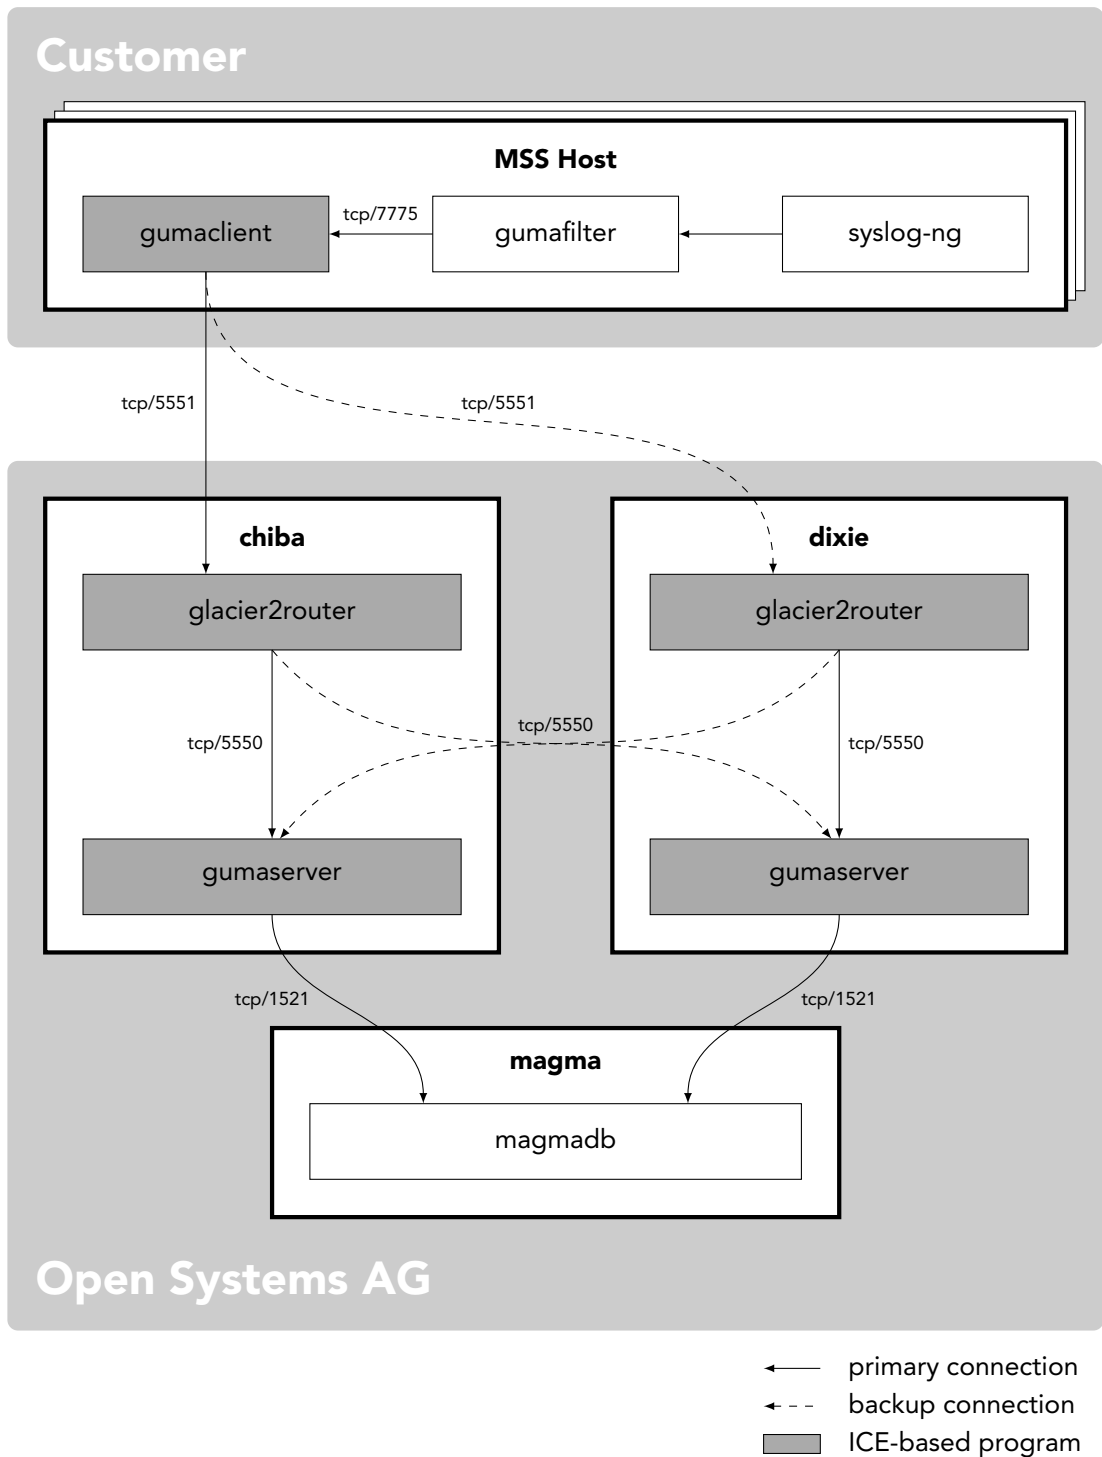 Customer
MSS Host
gumaclient
tcp/7775
gumafilter
syslog-ng
tcp/5551
tcp/5551
chiba
dixie
glacier2router
glacier2router
tcp/5550
tcp/5550
tcp/5550
gumaserver
gumaserver
tcp/1521
tcp/1521
magma
magmadb
Open Systems AG
primary connection
backup connection
ICE-based program